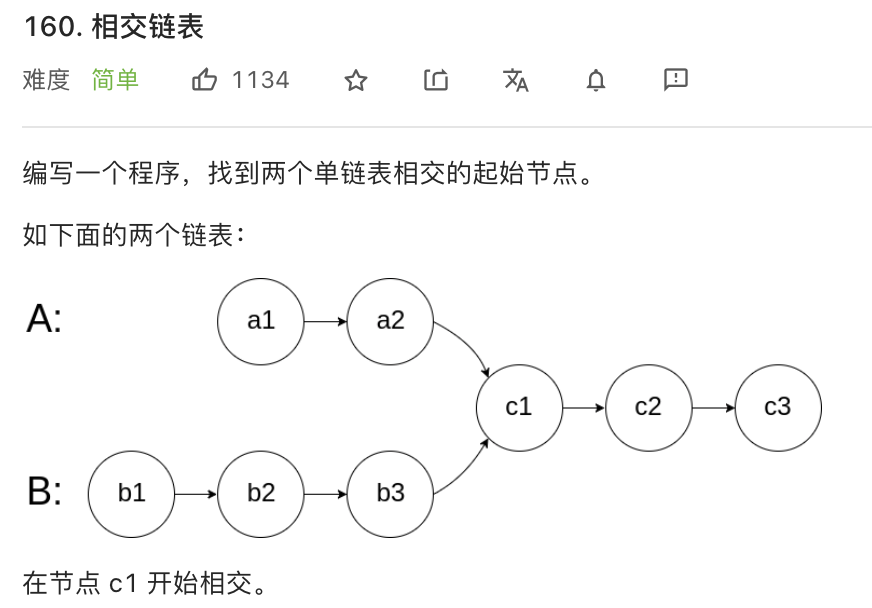 160. 相交链表
难度 简单 1134
编写一个程序，找到两个单链表相交的起始节点。
如下面的两个链表：
A: a1 a2
c1 c2 c3
B: b1 b2 b3
在节点 c1 开始相交。